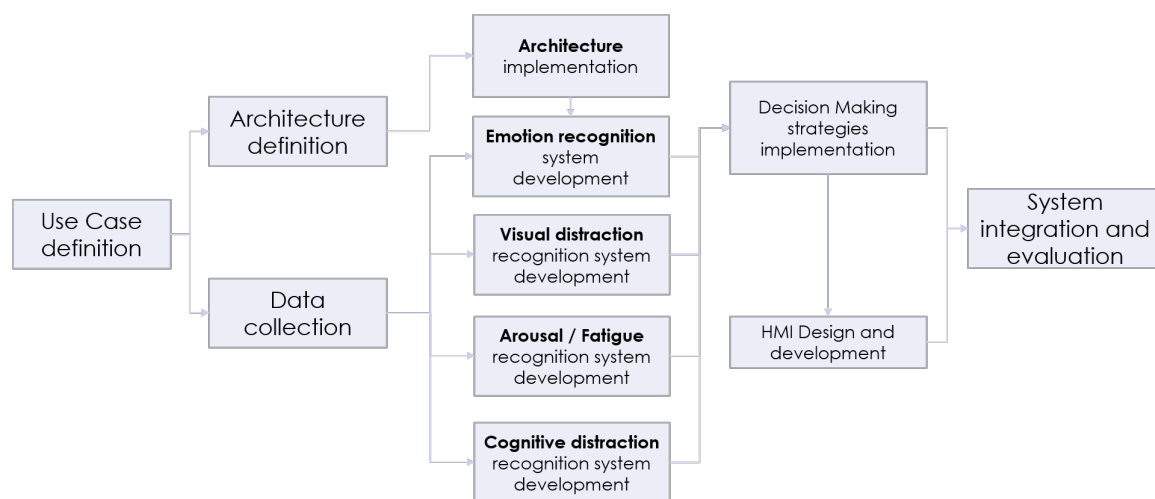 Use Case
definition
Architecture
definition
Data
collection
Architecture
implementation
Emotion recognition
system
development
Visual distraction
recognition system
development
Arousal / Fatigue
recognition system
development
Cognitive distraction
recognition system
development
Decision Making
strategies
implementation
HMI Design and
development
System
integration and
evaluation